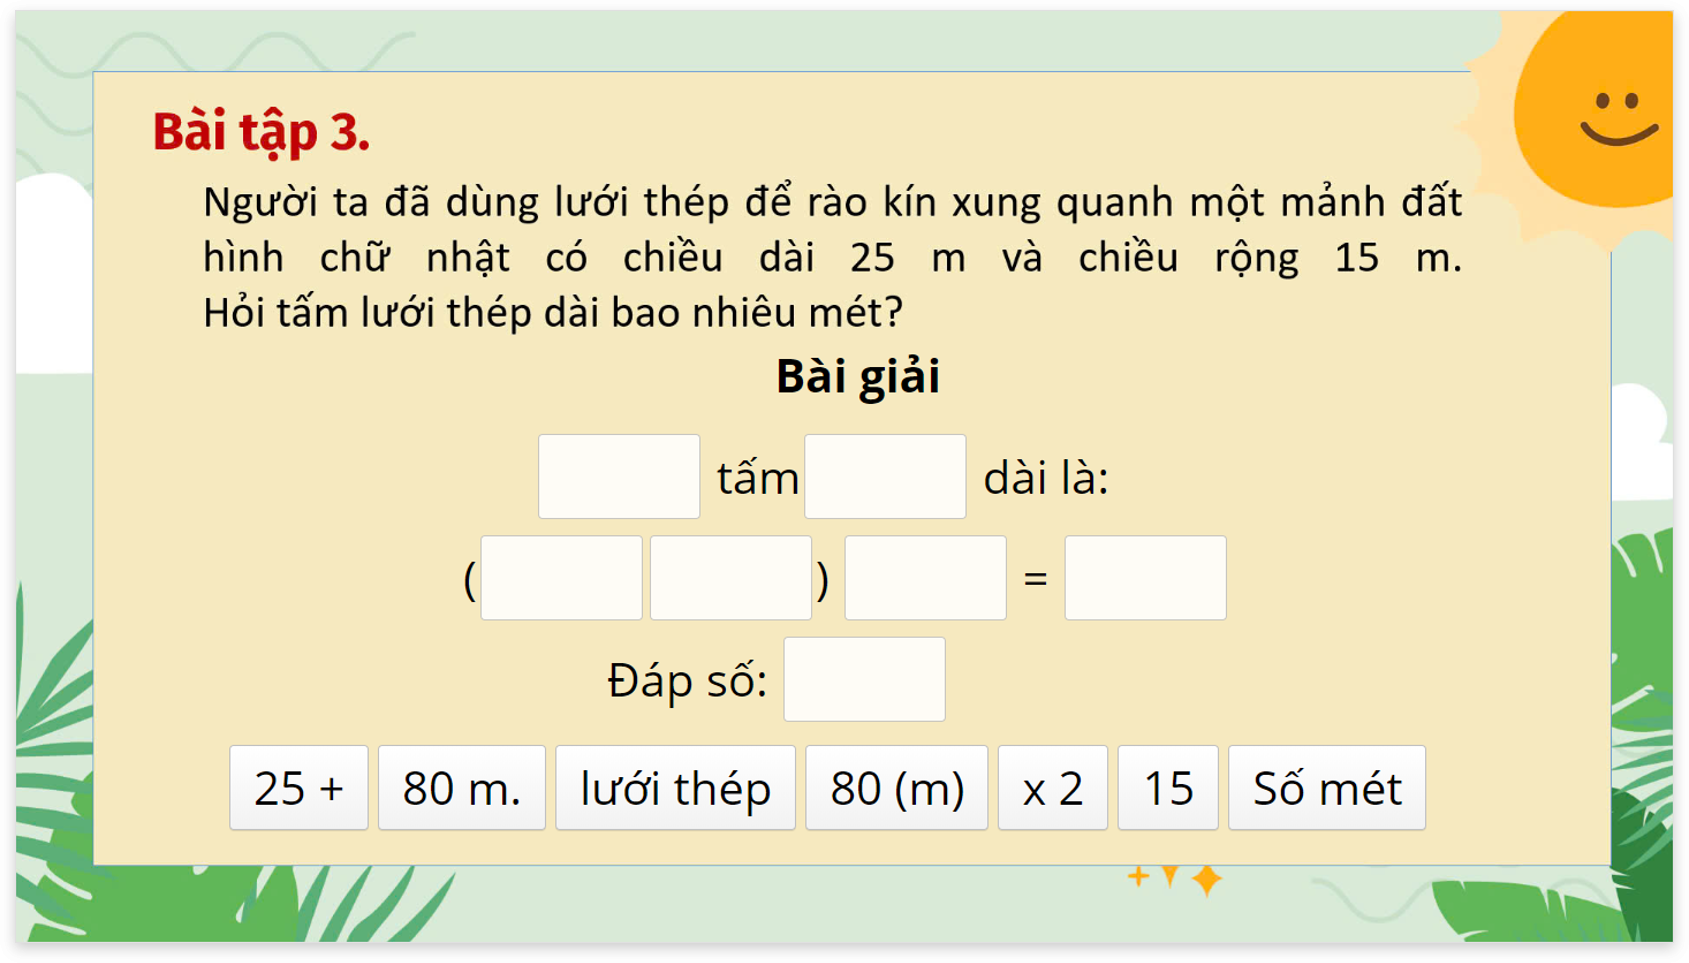 Bài tập 3.
Người ta đã dùng lưới thép để rào kín xung quanh một mảnh đất
hình chữ nhật có chiều dài 25 m và chiều rộng 15 m.
Hỏi tấm lưới thép dài bao nhiêu mét?
Bài giải
tấm dài là:
( ) =
Đáp số:
25 + 80 m. lưới thép 80 (m) x 2 15 Số mét